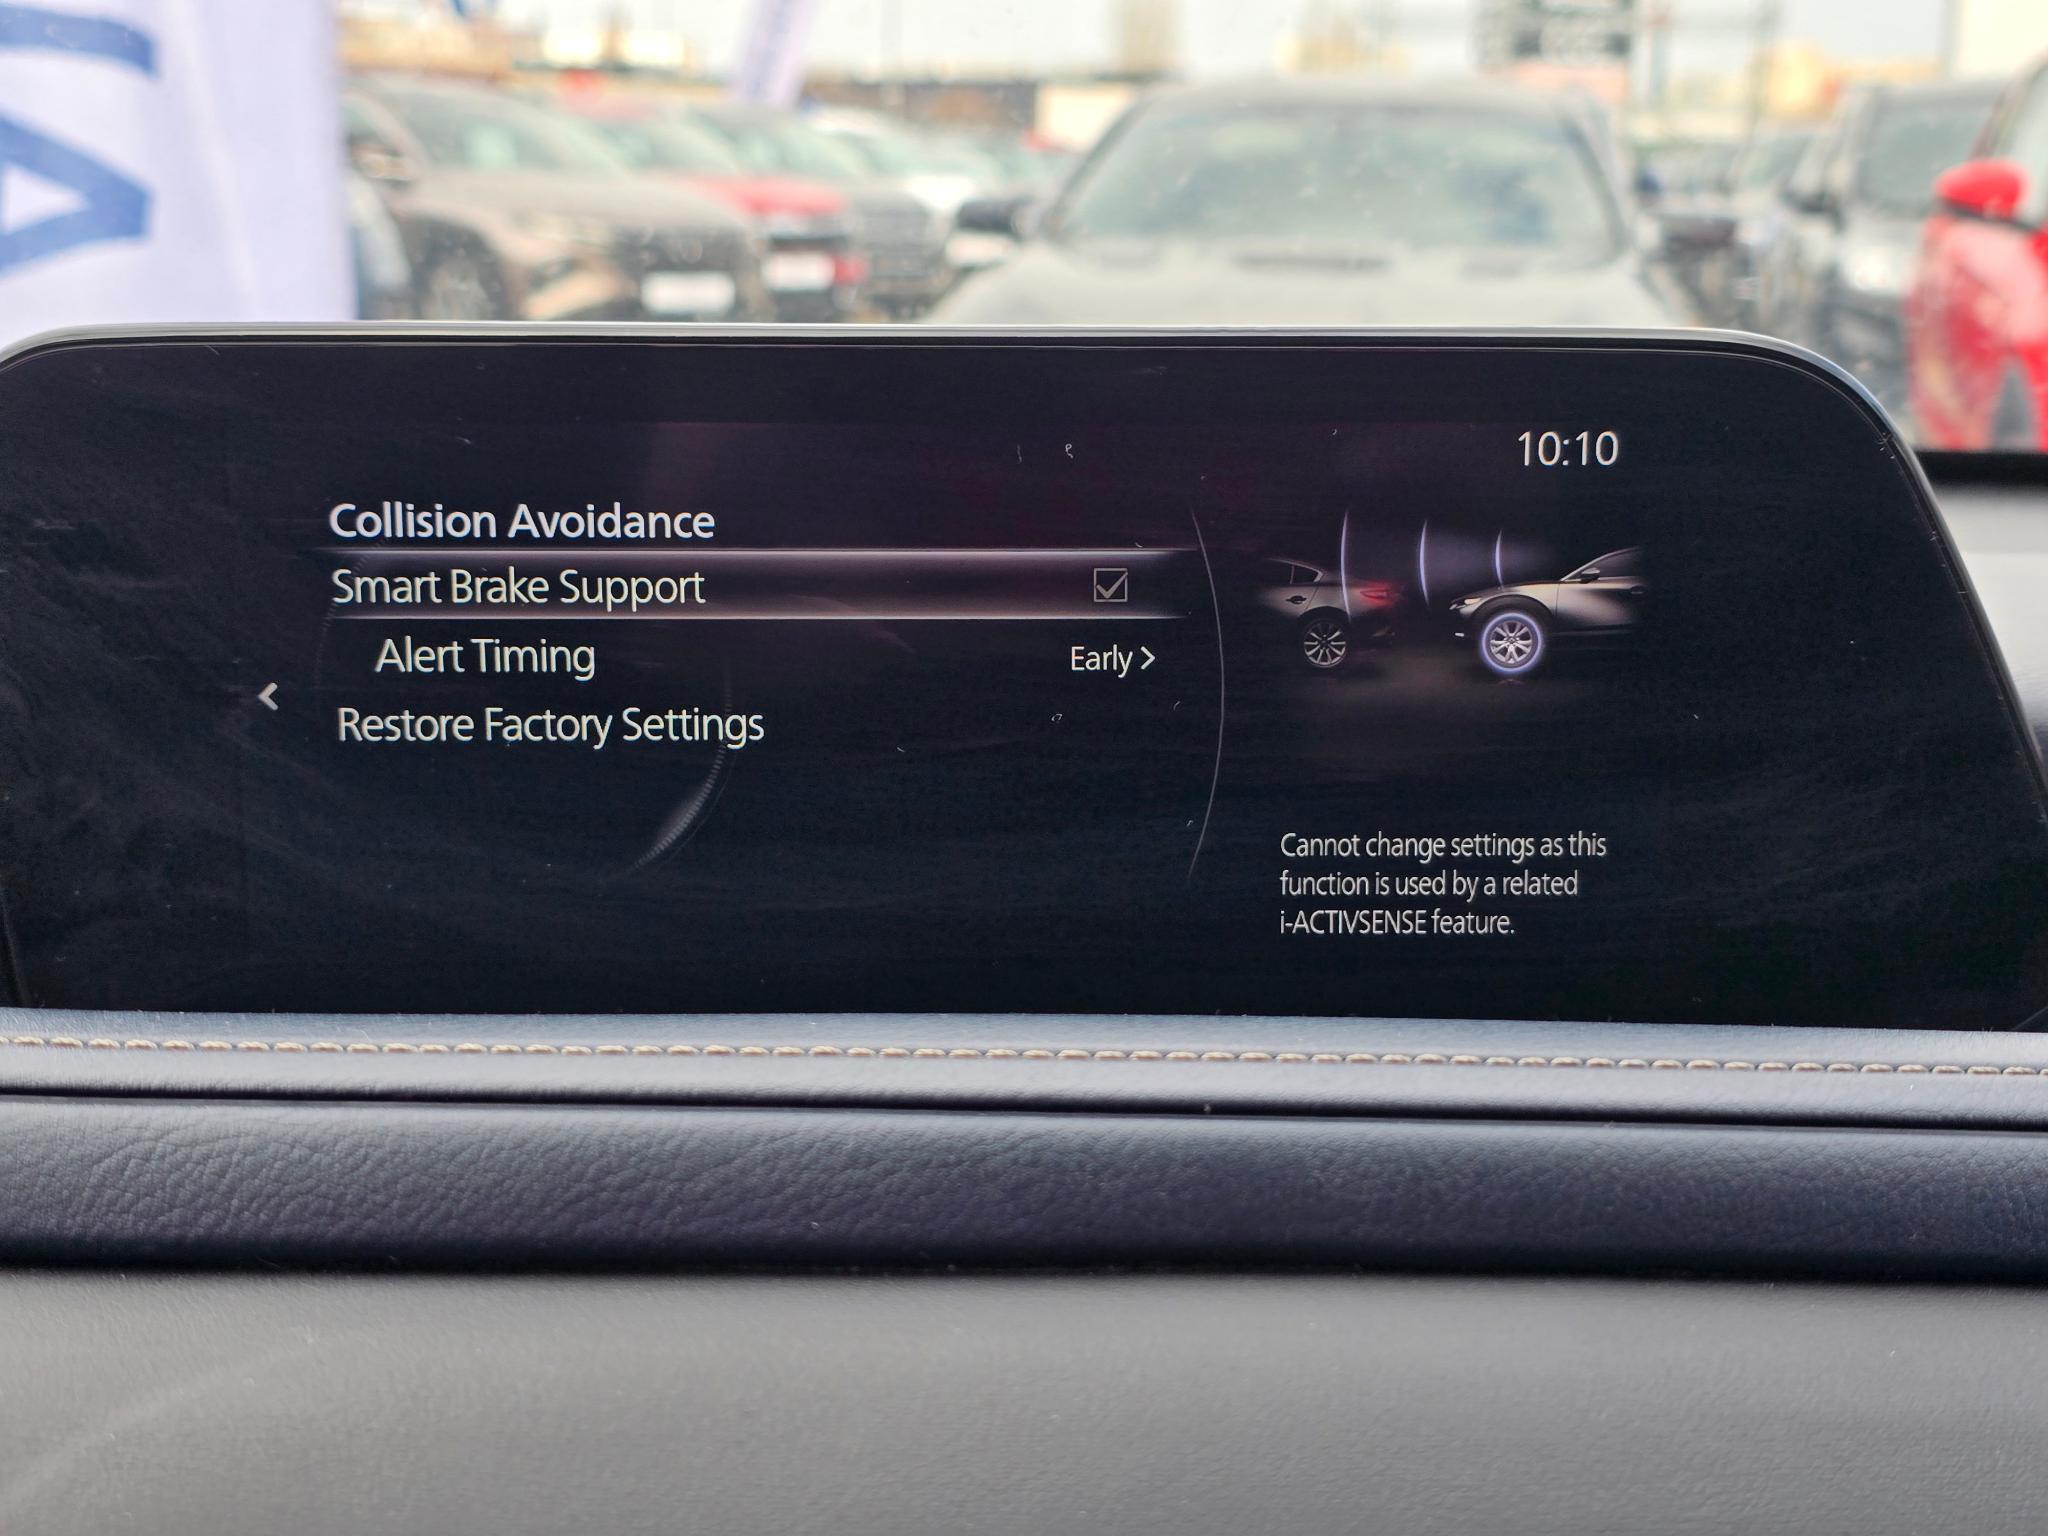 10:10
Collision Avoidance
Smart Brake Support
Alert Timing Early >
Restore Factory Settings
Cannot change settings as this
function is used by a related
i-ACTIVSENSE feature.